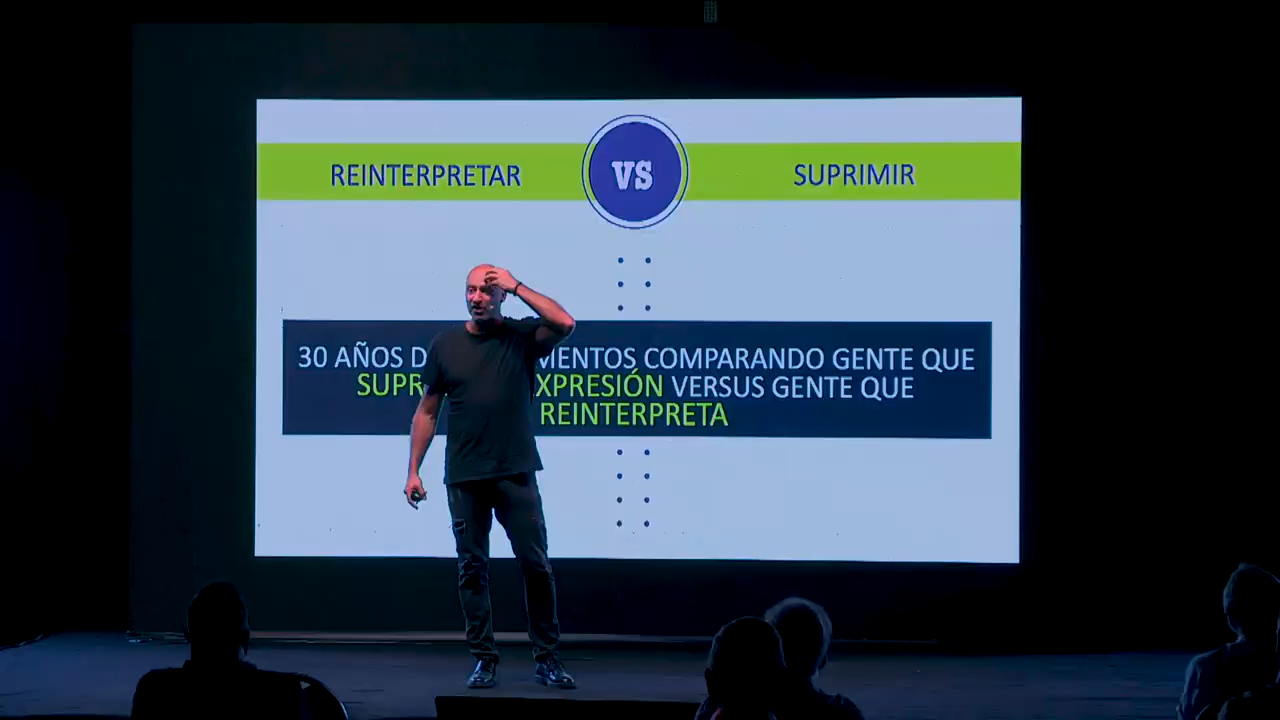 REINTERPRETAR VS SUPRIMIR
30 AÑOS MENTOS COMPARANDO GENTE QUE
SUPR XPRESIÓN VERSUS GENTE QUE
REINTERPRETA